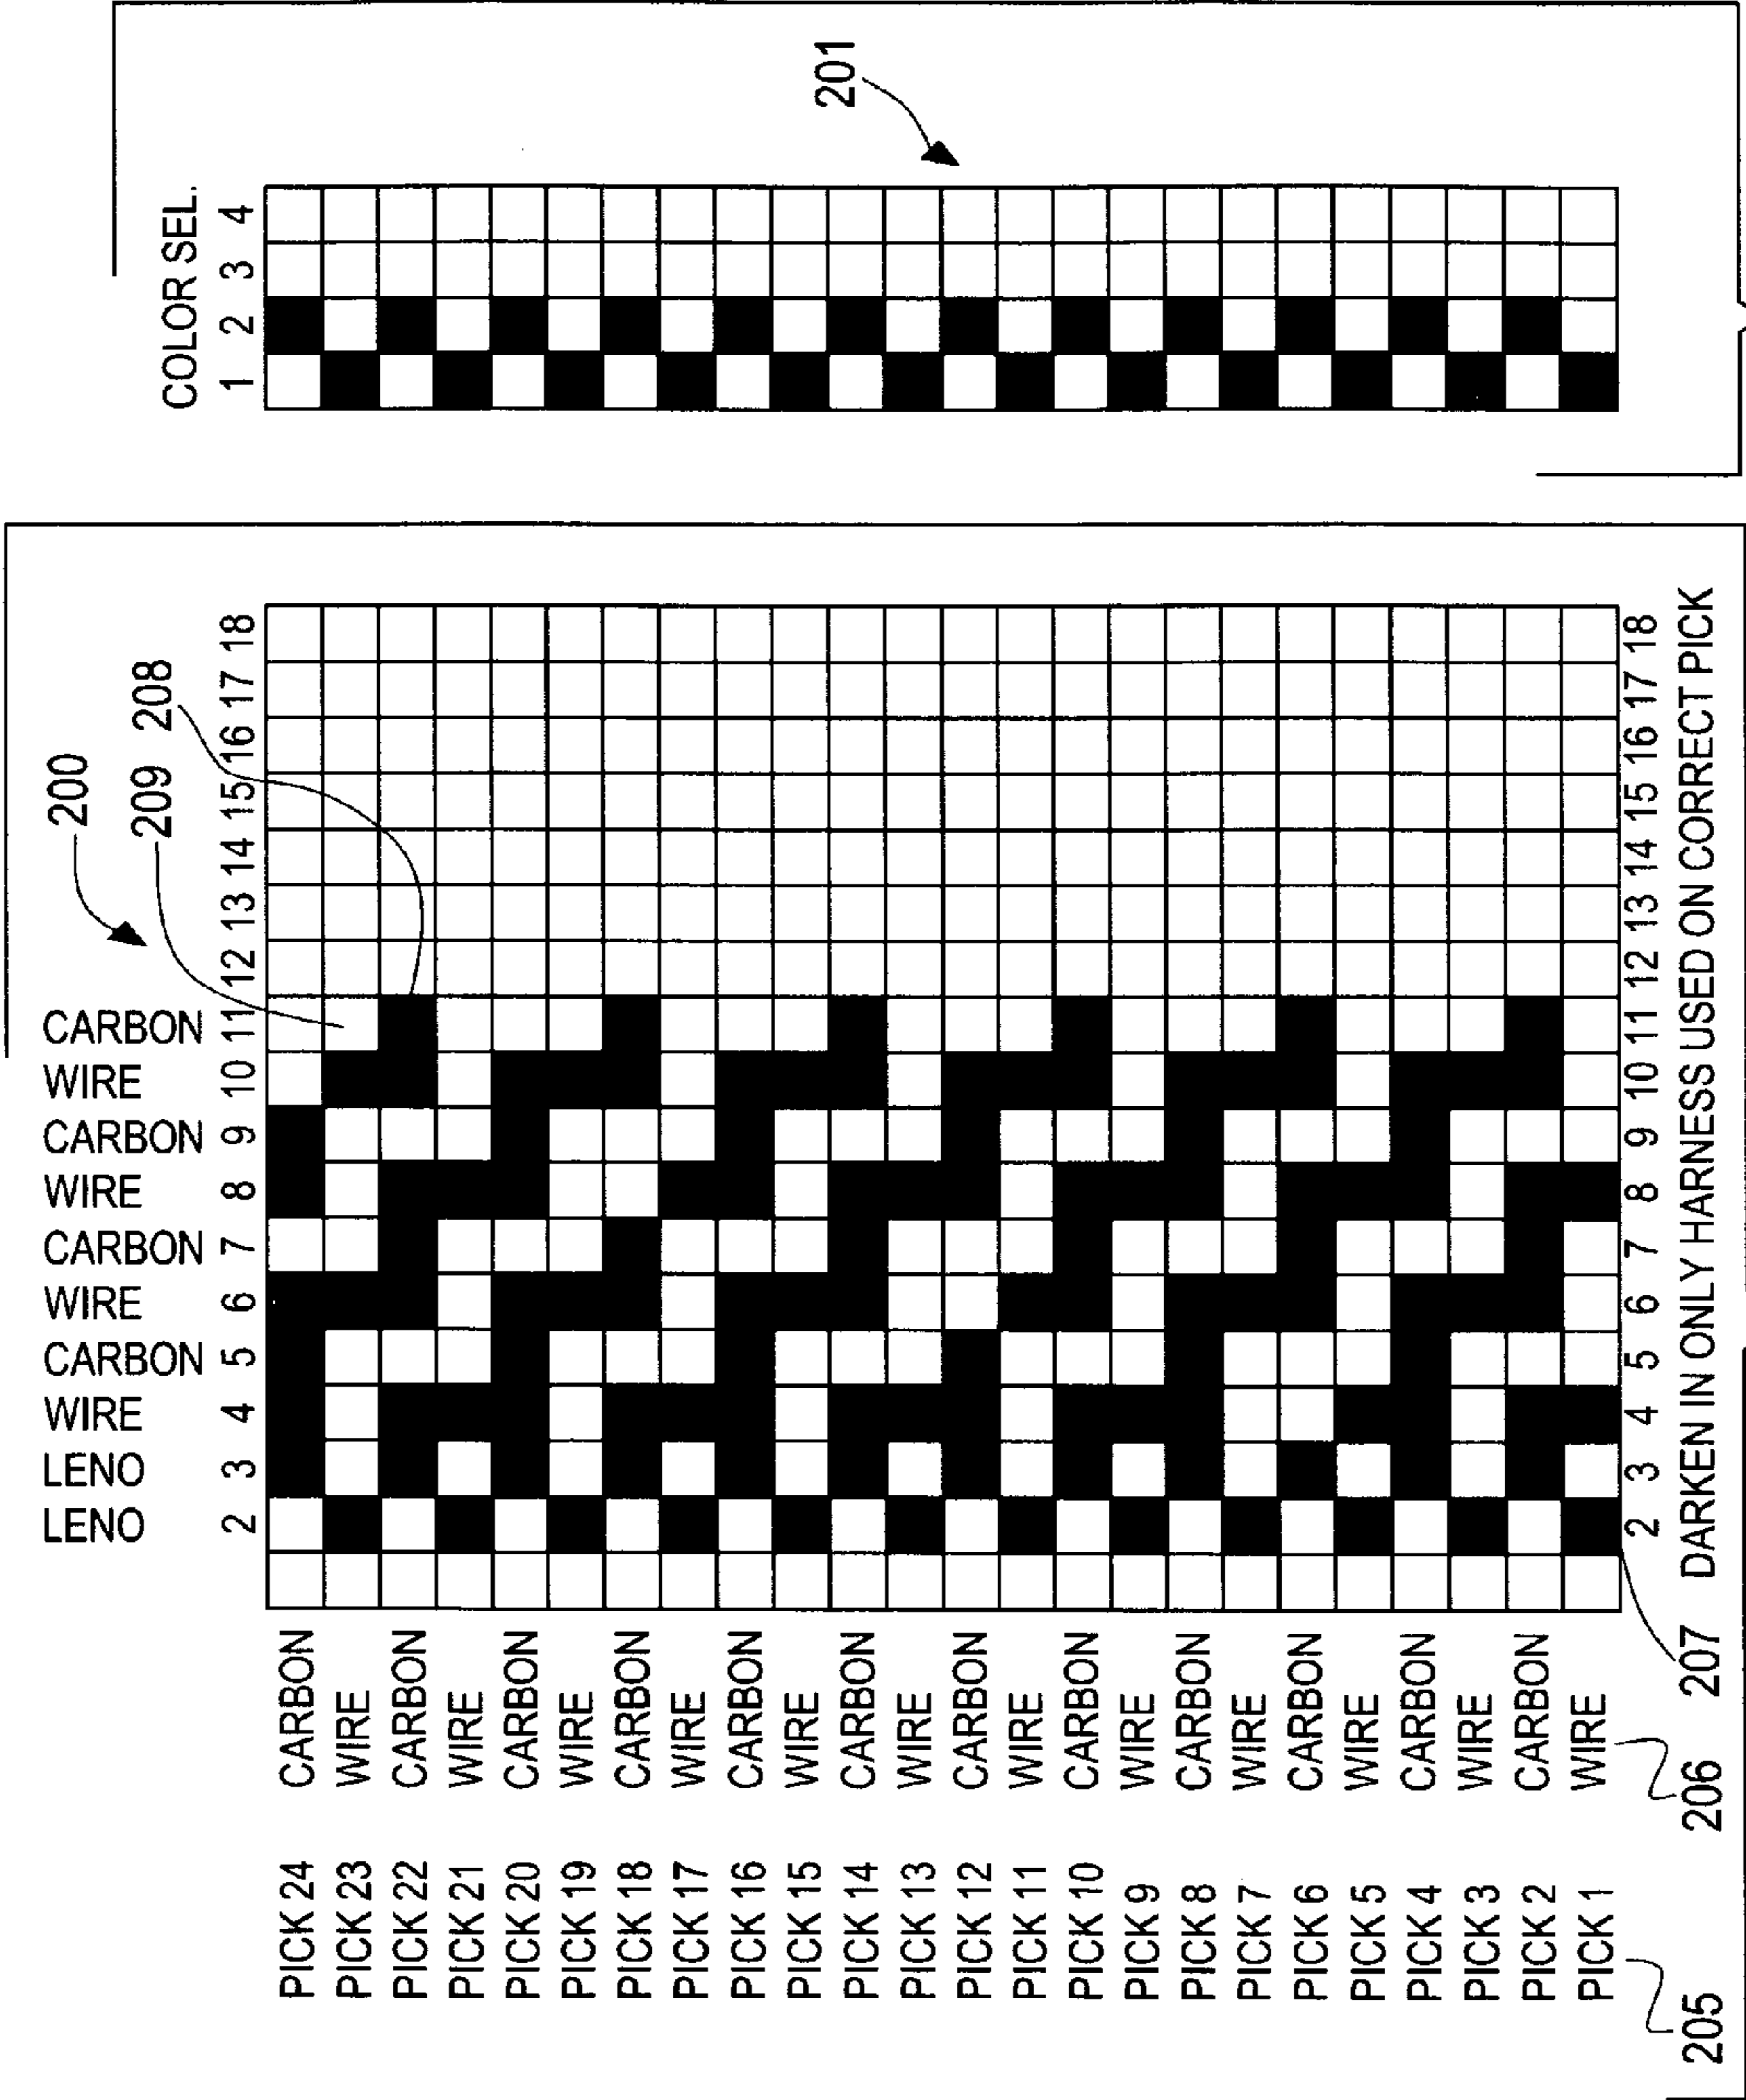 200
209 208
LENO LENO WIRE CARBON WIRE CARBON WIRE CARBON WIRE CARBON
2 3 4 5 6 7 8 9 10 11 12 13 14 15 16 17 18
PICK 24 CARBON
PICK 23 WIRE
PICK 22 CARBON
PICK 21 WIRE
PICK 20 CARBON
PICK 19 WIRE
PICK 18 CARBON
PICK 17 WIRE
PICK 16 CARBON
PICK 15 WIRE
PICK 14 CARBON
PICK 13 WIRE
PICK 12 CARBON
PICK 11 WIRE
PICK 10 CARBON
PICK 9 WIRE
PICK 8 CARBON
PICK 7 WIRE
PICK 6 CARBON
PICK 5 WIRE
PICK 4 CARBON
PICK 3 WIRE
PICK 2 CARBON
PICK 1 WIRE
2 3 4 5 6 7 8 9 10 11 12 13 14 15 16 17 18
205 206 207 DARKEN IN ONLY HARNESS USED ON CORRECT PICK
COLOR SEL.
1 2 3 4
201